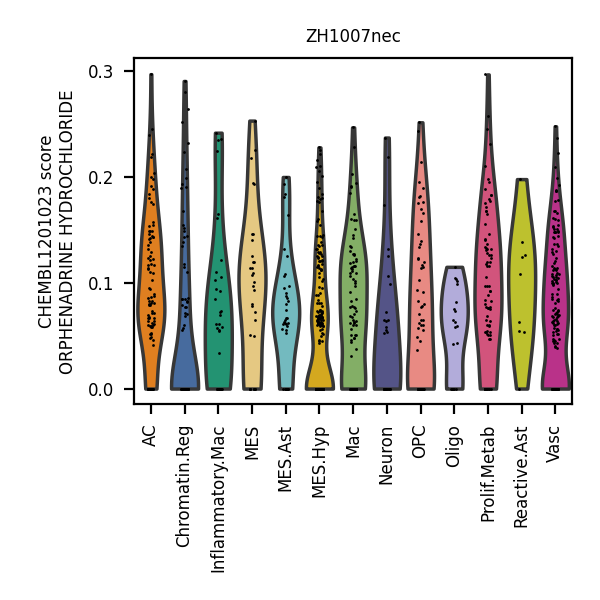 ZH1007nec
CHEMBL1201023 score
ORPHENADRINE HYDROCHLORIDE
0.3
0.2
0.1
0.0
AC
Chromatin.Reg
Inflammatory.Mac
MES
MES.Ast
MES.Hyp
Mac
Neuron
OPC
Oligo
Prolif.Metab
Reactive.Ast
Vasc